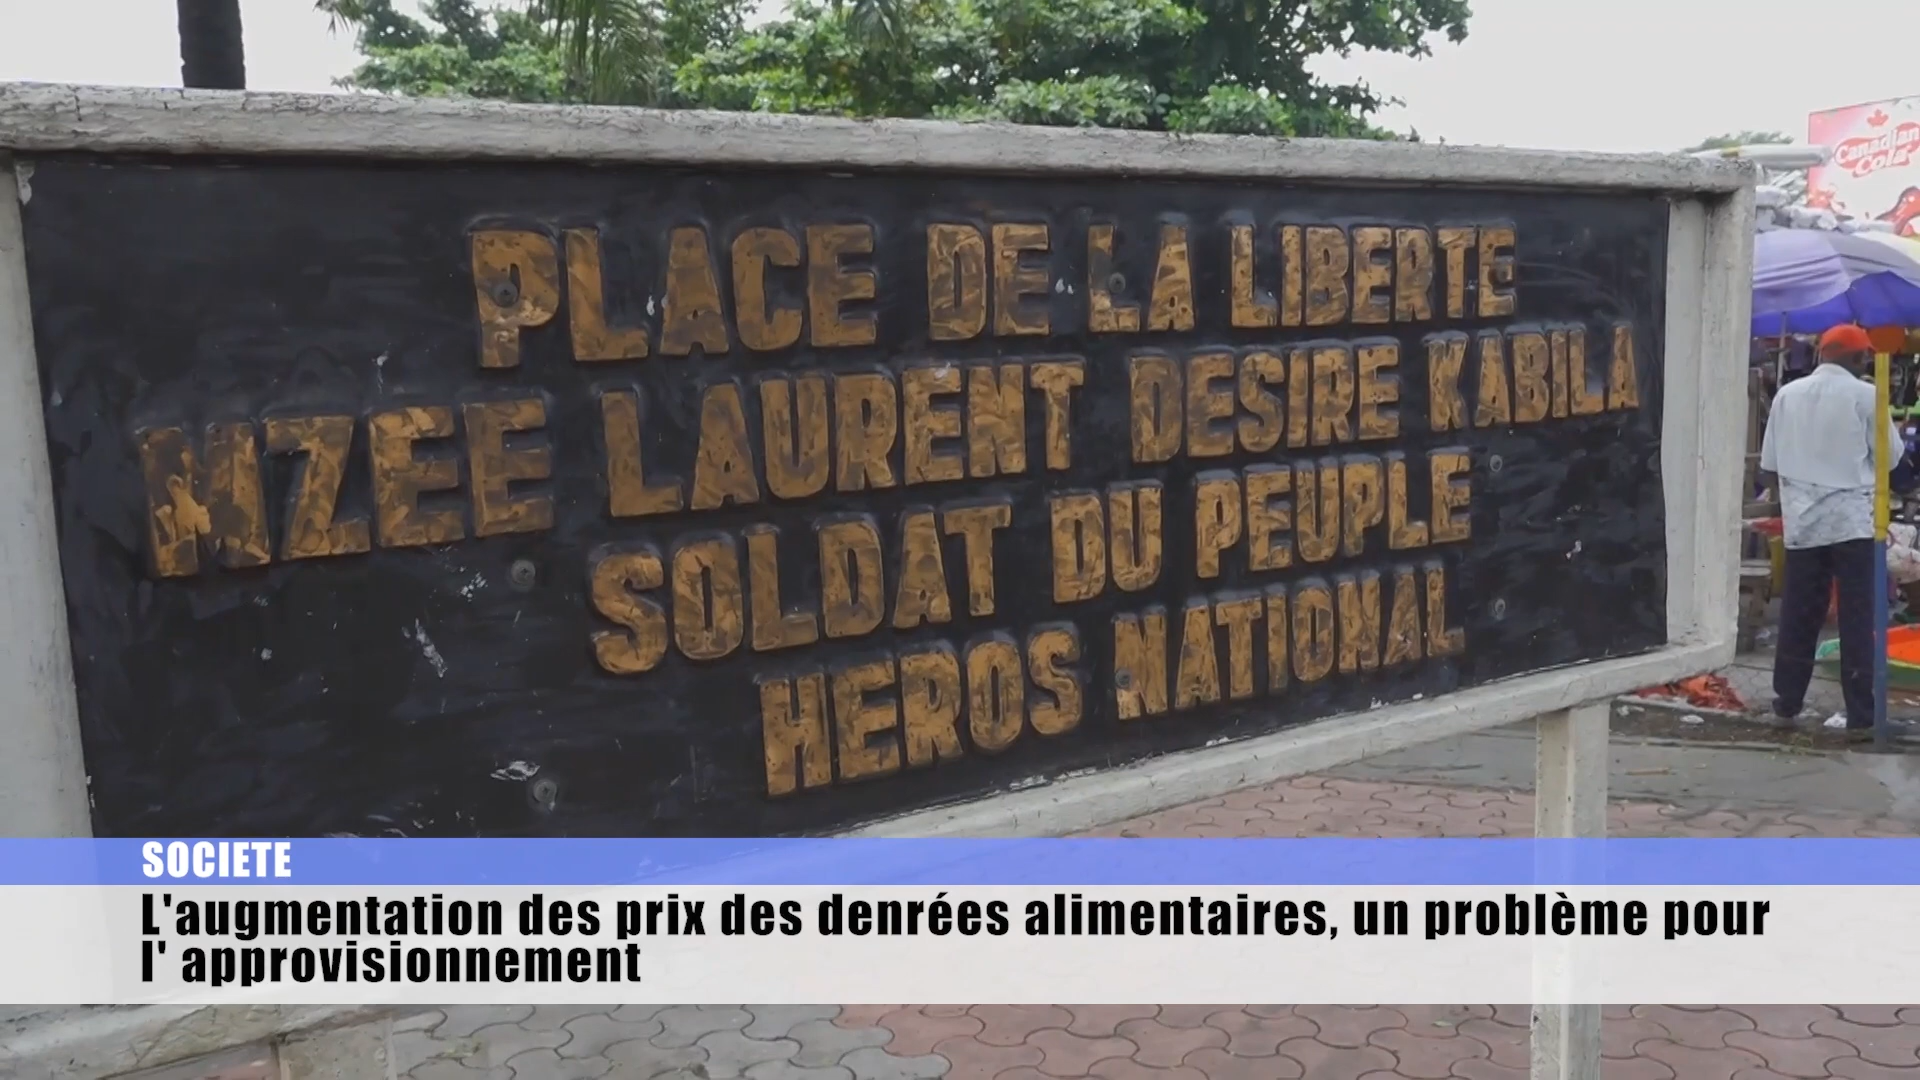 Canadian
Cola
PLACE DE LA LIBERTE
MZEE LAURENT DESIRE KABILA
SOLDAT DU PEUPLE
HEROS NATIONAL
SOCIETE
L'augmentation des prix des denrées alimentaires, un problème pour
l' approvisionnement